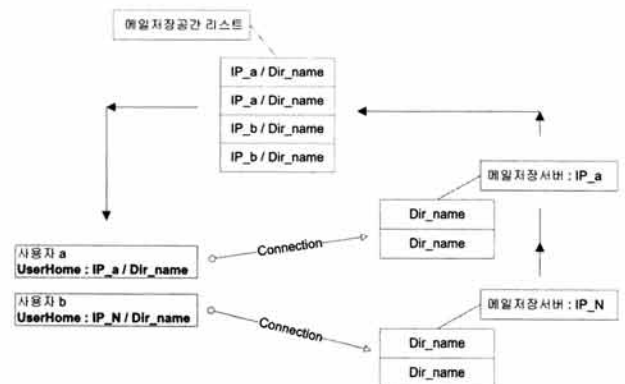 메일저장공간 리스트
IP_a / Dir_name
IP_a / Dir_name
IP_b / Dir_name
IP_b / Dir_name
메일저장서버 : IP_a
Dir_name
Dir_name
사용자 a
UserHome : IP_a / Dir_name
Connection
사용자 b
UserHome : IP_N / Dir_name
Connection
메일저장서버 : IP_N
Dir_name
Dir_name